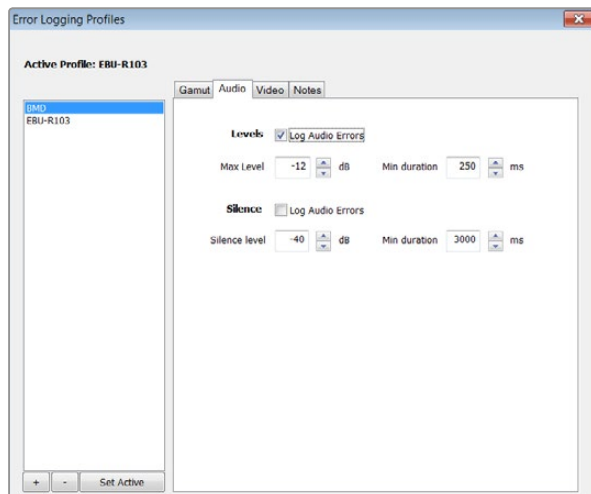 Error Logging Profiles
Active Profile: EBU-R103
Gamut Audio Video Notes
BMD
EBU-R103
Levels Log Audio Errors
Max Level -12 dB Min duration 250 ms
Silence Log Audio Errors
Silence level -40 dB Min duration 3000 ms
+ - Set Active